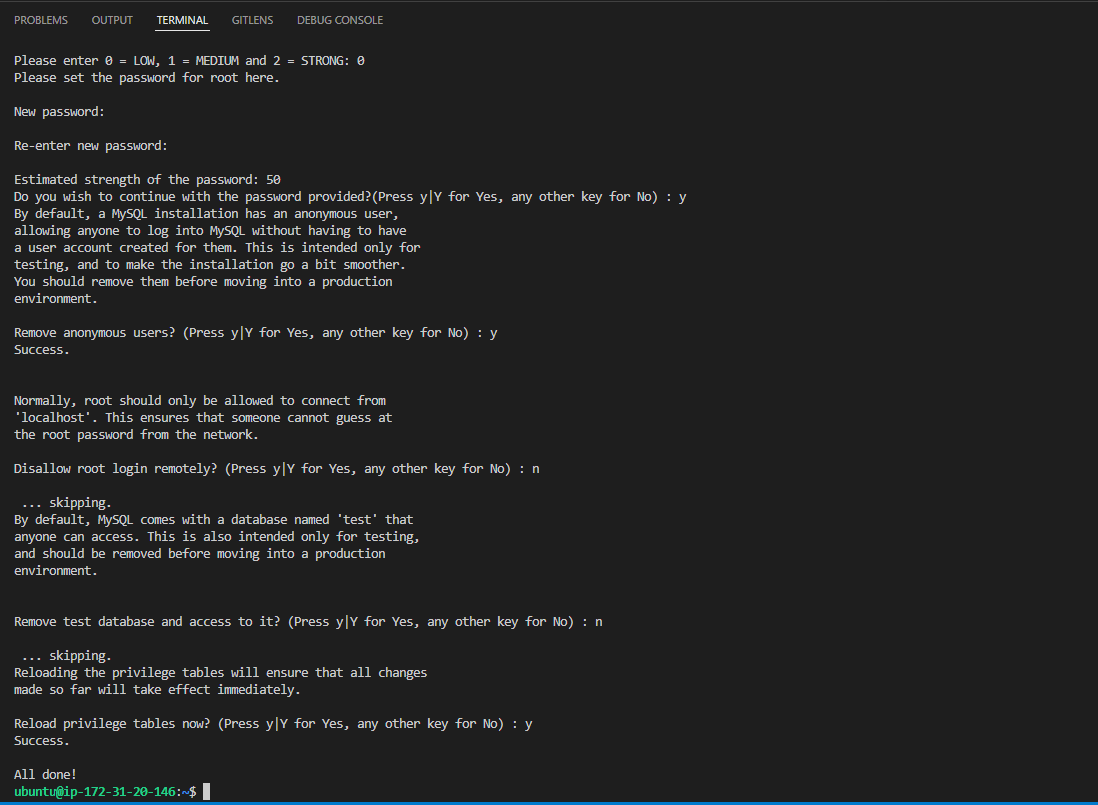 PROBLEMS OUTPUT TERMINAL GITLENS DEBUG CONSOLE
Please enter 0 = LOW, 1 = MEDIUM and 2 = STRONG: 0
Please set the password for root here.
New password:
Re-enter new password:
Estimated strength of the password: 50
Do you wish to continue with the password provided?(Press y|Y for Yes, any other key for No) : y
By default, a MySQL installation has an anonymous user,
allowing anyone to log into MySQL without having to have
a user account created for them. This is intended only for
testing, and to make the installation go a bit smoother.
You should remove them before moving into a production
environment.
Remove anonymous users? (Press y|Y for Yes, any other key for No) : y
Success.
Normally, root should only be allowed to connect from
'localhost'. This ensures that someone cannot guess at
the root password from the network.
Disallow root login remotely? (Press y|Y for Yes, any other key for No) : n
... skipping.
By default, MySQL comes with a database named 'test' that
anyone can access. This is also intended only for testing,
and should be removed before moving into a production
environment.
Remove test database and access to it? (Press y|Y for Yes, any other key for No) : n
... skipping.
Reloading the privilege tables will ensure that all changes
made so far will take effect immediately.
Reload privilege tables now? (Press y|Y for Yes, any other key for No) : y
Success.
All done!
ubuntu@ip-172-31-20-146:~$